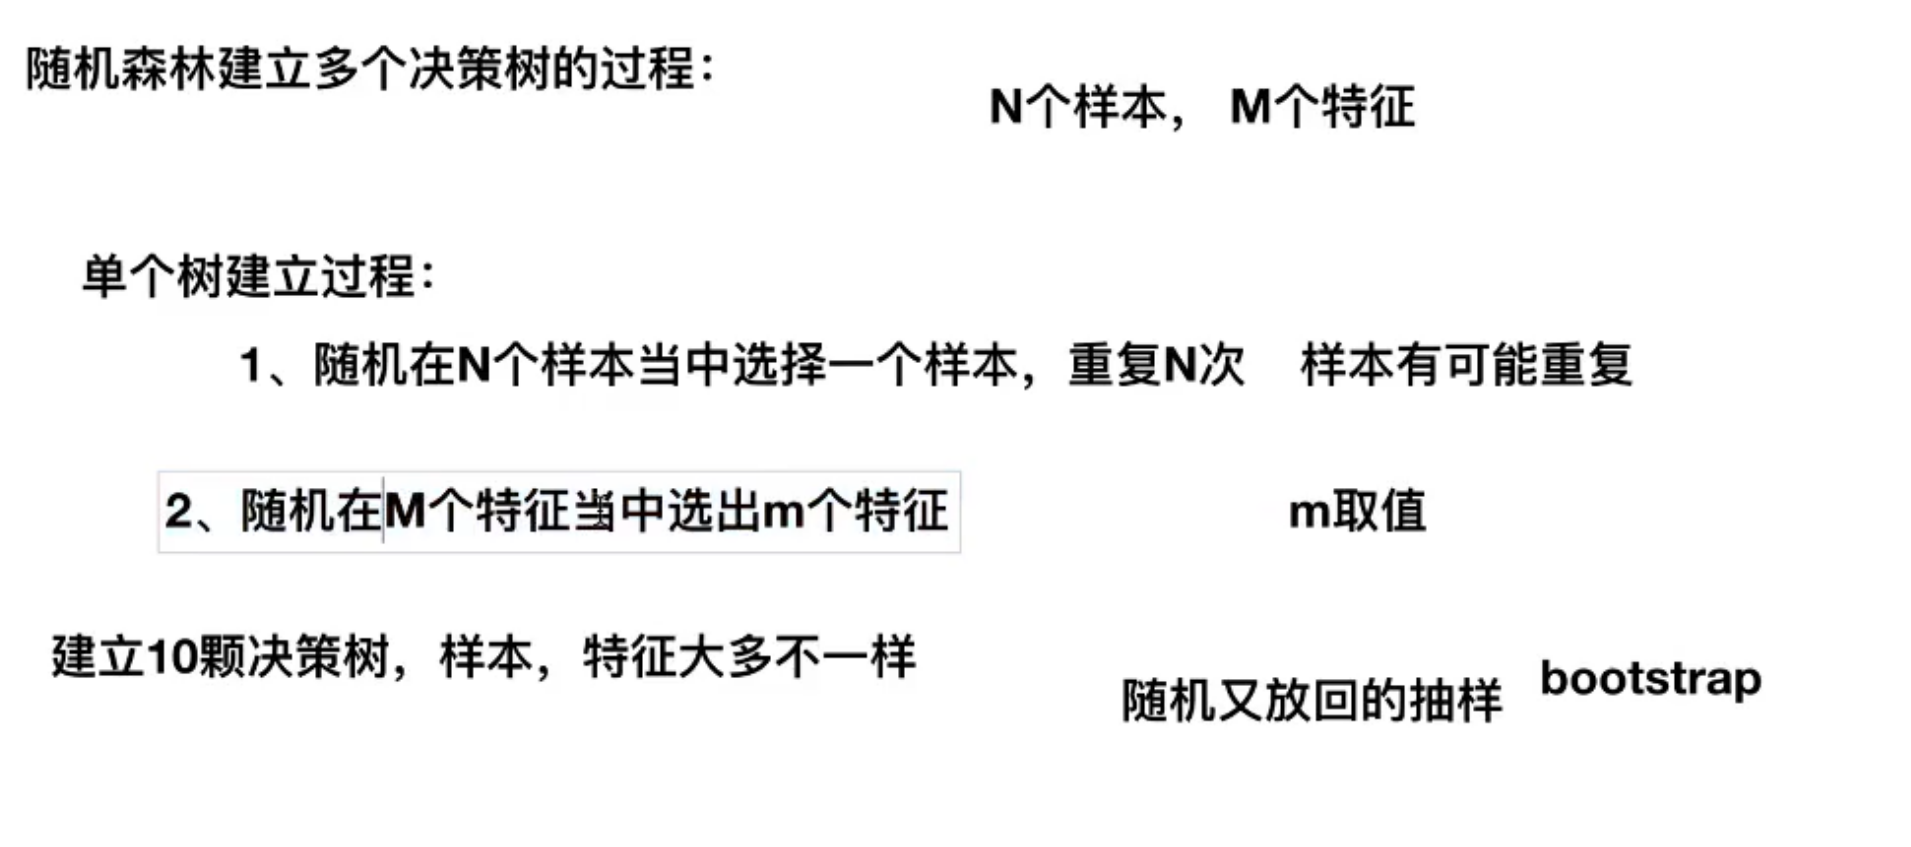 随机森林建立多个决策树的过程：
N个样本， M个特征
单个树建立过程：
1、随机在N个样本当中选择一个样本，重复N次 样本有可能重复
2、随机在M个特征当中选出m个特征
m取值
建立10颗决策树，样本，特征大多不一样
随机又放回的抽样
bootstrap